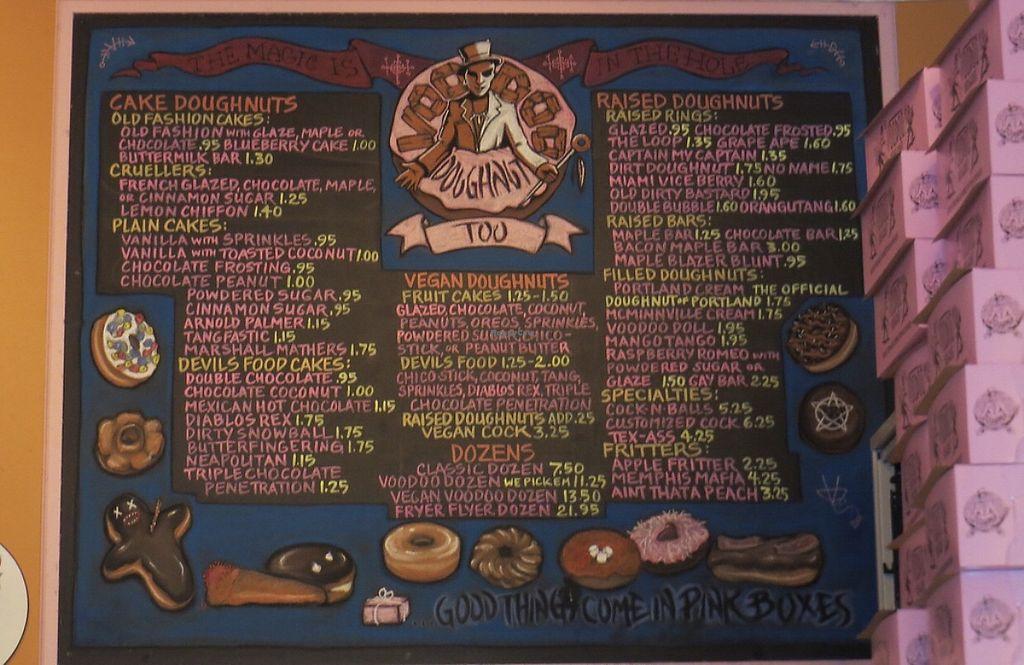 THE MAGIC IS IN THE HOLE
VOODOO
DOUGHNUT
TOO
CAKE DOUGHNUTS
OLD FASHION CAKES:
OLD FASHION WITH GLAZE, MAPLE OR
CHOCOLATE .95 BLUEBERRY CAKE 1.00
BUTTERMILK BAR 1.30
CRUELLERS:
FRENCH GLAZED, CHOCOLATE, MAPLE,
OR CINNAMON SUGAR 1.25
LEMON CHIFFON 1.40
PLAIN CAKES:
VANILLA WITH SPRINKLES .95
VANILLA WITH TOASTED COCONUT 1.00
CHOCOLATE FROSTING .95
CHOCOLATE PEANUT 1.00
POWDERED SUGAR .95
CINNAMON SUGAR .95
ARNOLD PALMER 1.15
TANGFASTIC 1.15
MARSHALL MATHERS 1.75
DEVILS FOOD CAKES:
DOUBLE CHOCOLATE .95
CHOCOLATE COCONUT 1.00
MEXICAN HOT CHOCOLATE 1.15
DIABLOS REX 1.75
DIRTY SNOWBALL 1.75
BUTTERFINGERING 1.75
NEAPOLITAN 1.15
TRIPLE CHOCOLATE
PENETRATION 1.25
VEGAN DOUGHNUTS
FRUIT CAKES 1.25-1.50
GLAZED, CHOCOLATE, COCONUT,
PEANUTS, OREOS, SPRINKLES,
POWDERED SUGAR, CHICO
STICK, OR PEANUT BUTTER
DEVILS FOOD 1.25-2.00
CHICO-STICK, COCONUT, TANG,
SPRINKLES, DIABLOS REX, TRIPLE
CHOCOLATE PENETRATION
RAISED DOUGHNUTS ADD .25
VEGAN COCK 3.25
DOZENS
CLASSIC DOZEN 7.50
VOODOO DOZEN WE PICK EM 11.25
VEGAN VOODOO DOZEN 13.50
FRYER FLYER DOZEN 21.95
RAISED DOUGHNUTS
RAISED RINGS:
GLAZED .95 CHOCOLATE FROSTED .95
THE LOOP 1.35 GRAPE APE 1.60
CAPTAIN MY CAPTAIN 1.35
DIRT DOUGHNUT 1.75 NO NAME 1.75
MIAMI VICE BERRY 1.60
OLD DIRTY BASTARD 1.95
DOUBLE BUBBLE 1.60 ORANGUTANG 1.60
RAISED BARS:
MAPLE BAR 1.25 CHOCOLATE BAR 1.25
BACON MAPLE BAR 3.00
MAPLE BLAZER BLUNT .95
FILLED DOUGHNUTS:
PORTLAND CREAM THE OFFICIAL
DOUGHNUT OF PORTLAND 1.75
MCMINNVILLE CREAM 1.75
VOODOO DOLL 1.95
MANGO TANGO 1.95
RASPBERRY ROMEO WITH
POWDERED SUGAR OR
GLAZE 1.50 GAY BAR 2.25
SPECIALTIES:
COCK-N-BALLS 5.25
CUSTOMIZED COCK 6.25
TEX-ASS 4.25
FRITTERS:
APPLE FRITTER 2.25
MEMPHIS MAFIA 4.25
AINT THAT A PEACH 3.25
...GOOD THINGS COME IN PINK BOXES